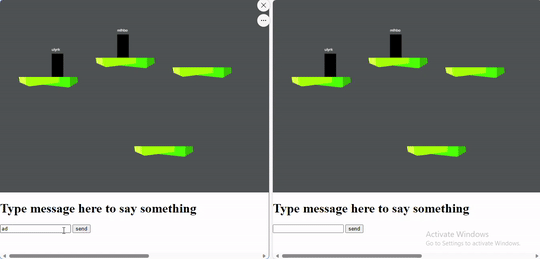 Type message here to say something
ad
send
Type message here to say something
send
Activate Windows
Go to Settings to activate Windows.